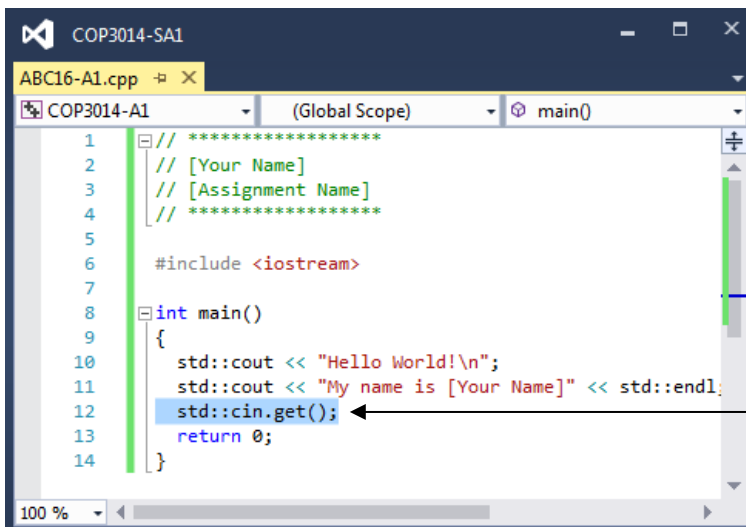 COP3014-SA1
ABC16-A1.cpp
COP3014-A1 (Global Scope) main()
1 // ******************
2 // [Your Name]
3 // [Assignment Name]
4 // ******************
5
6 #include <iostream>
7
8 int main()
9 {
10 std::cout << "Hello World!\n";
11 std::cout << "My name is [Your Name]" << std::endl;
12 std::cin.get();
13 return 0;
14 }
100 %